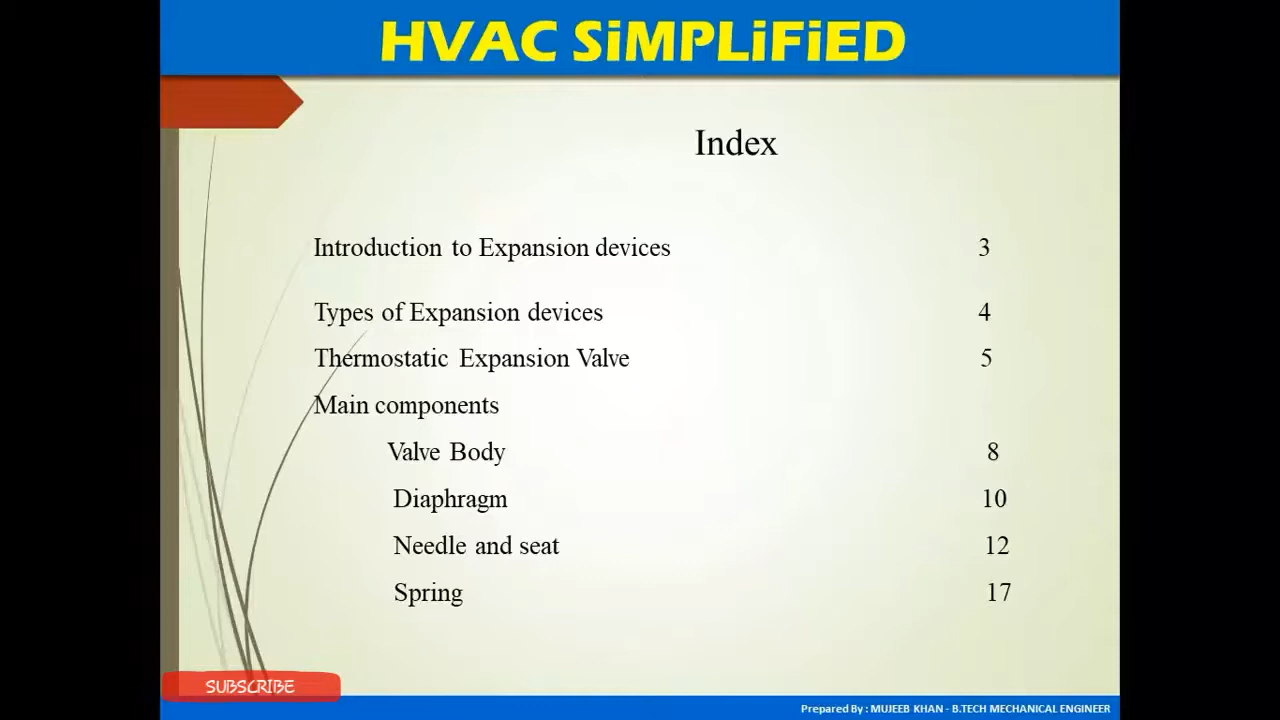 HVAC SiMPLiFiED
Index
Introduction to Expansion devices 3
Types of Expansion devices 4
Thermostatic Expansion Valve 5
Main components
Valve Body 8
Diaphragm 10
Needle and seat 12
Spring 17
SUBSCRIBE
Prepared By : MUJEEB KHAN - B.TECH MECHANICAL ENGINEER